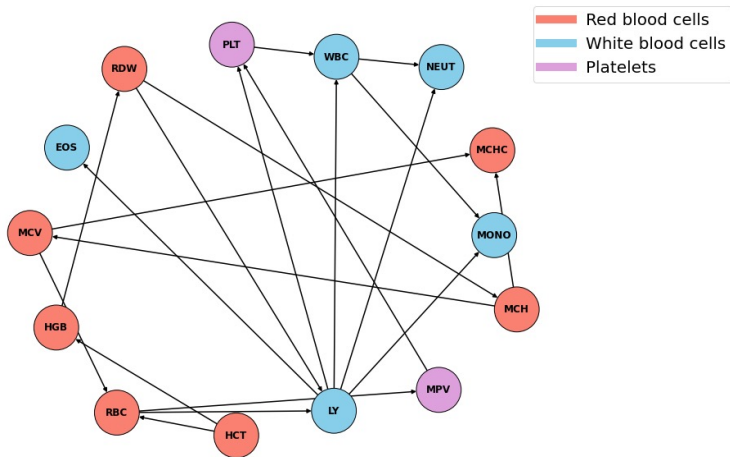 Red blood cells
White blood cells
Platelets
PLT
WBC
NEUT
RDW
EOS
MCHC
MCV
MONO
MCH
HGB
MPV
RBC
LY
HCT